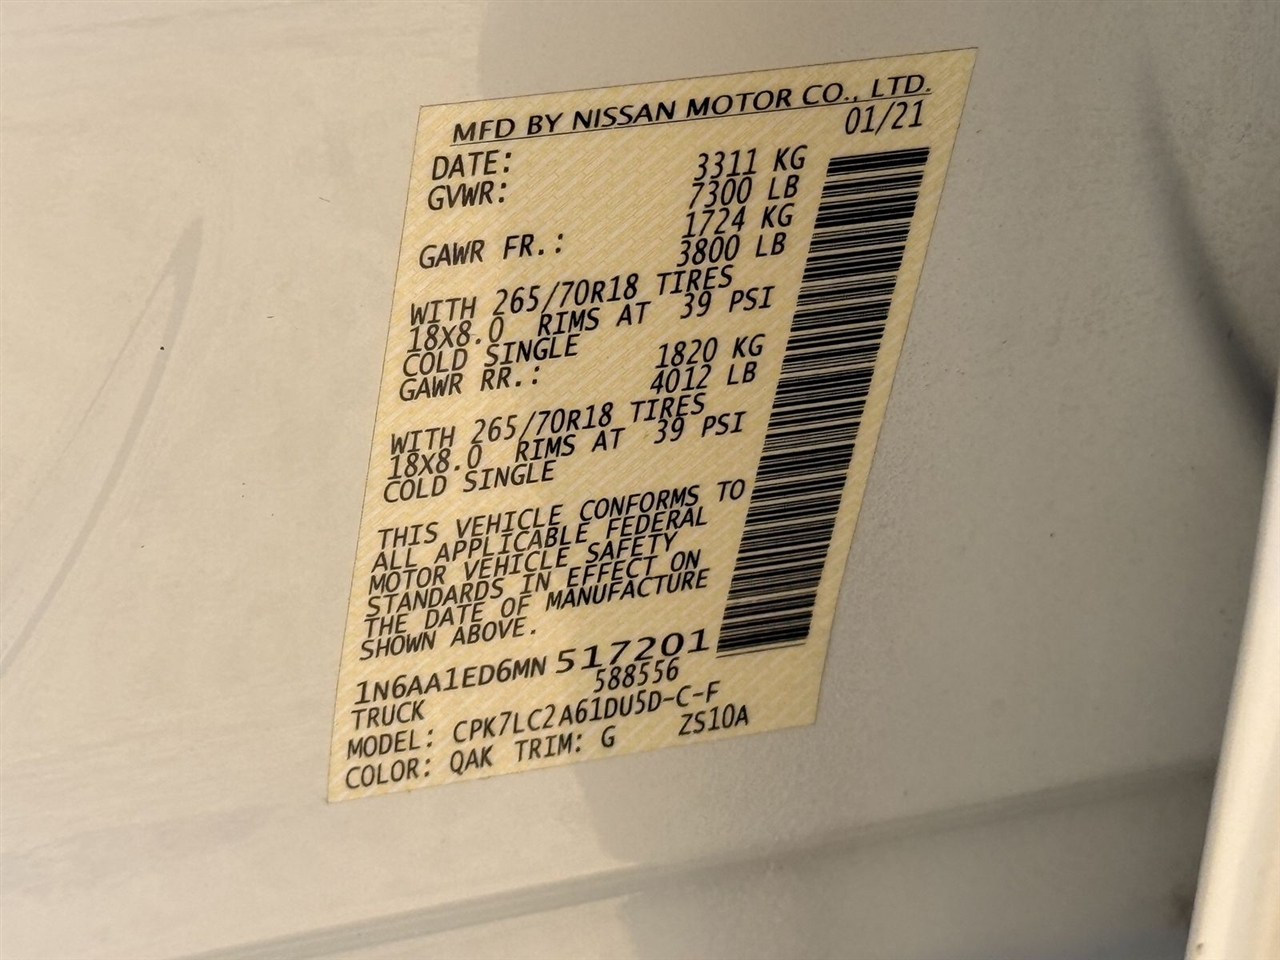 MFD BY NISSAN MOTOR CO., LTD.
DATE: 01/21
GVWR: 3311 KG
7300 LB
GAWR FR.: 1724 KG
3800 LB
WITH 265/70R18 TIRES
18X8.0 RIMS AT 39 PSI
COLD SINGLE
GAWR RR.: 1820 KG
4012 LB
WITH 265/70R18 TIRES
18X8.0 RIMS AT 39 PSI
COLD SINGLE
THIS VEHICLE CONFORMS TO
ALL APPLICABLE FEDERAL
MOTOR VEHICLE SAFETY
STANDARDS IN EFFECT ON
THE DATE OF MANUFACTURE
SHOWN ABOVE.
1N6AA1ED6MN 517201
TRUCK 588556
MODEL: CPK7LC2A61DU5D-C-F
COLOR: QAK TRIM: G ZS10A